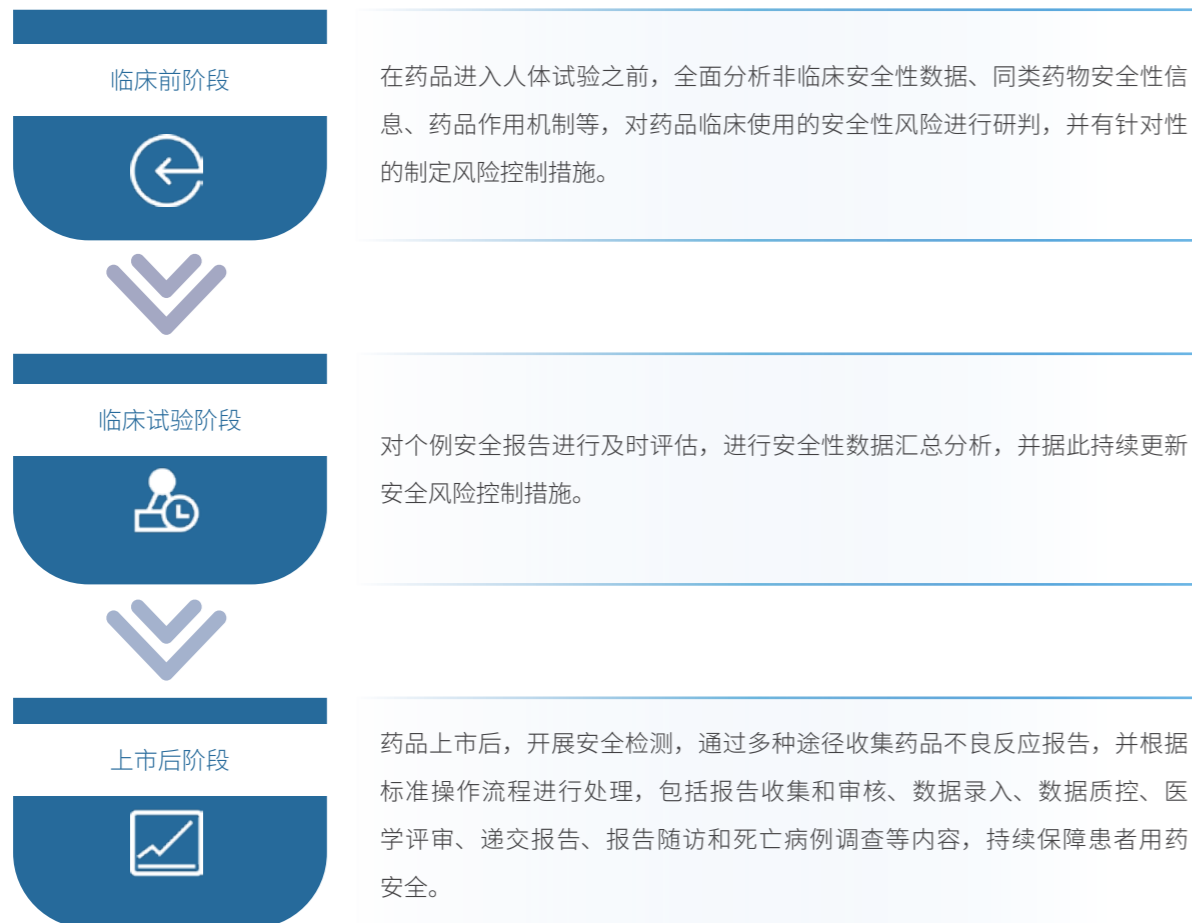 临床前阶段
在药品进入人体试验之前，全面分析非临床安全性数据、同类药物安全性信
息、药品作用机制等，对药品临床使用的安全性风险进行研判，并有针对性
的制定风险控制措施。
临床试验阶段
对个例安全报告进行及时评估，进行安全性数据汇总分析，并据此持续更新
安全风险控制措施。
上市后阶段
药品上市后，开展安全检测，通过多种途径收集药品不良反应报告，并根据
标准操作流程进行处理，包括报告收集和审核、数据录入、数据质控、医
学评审、递交报告、报告随访和死亡病例调查等内容，持续保障患者用药
安全。